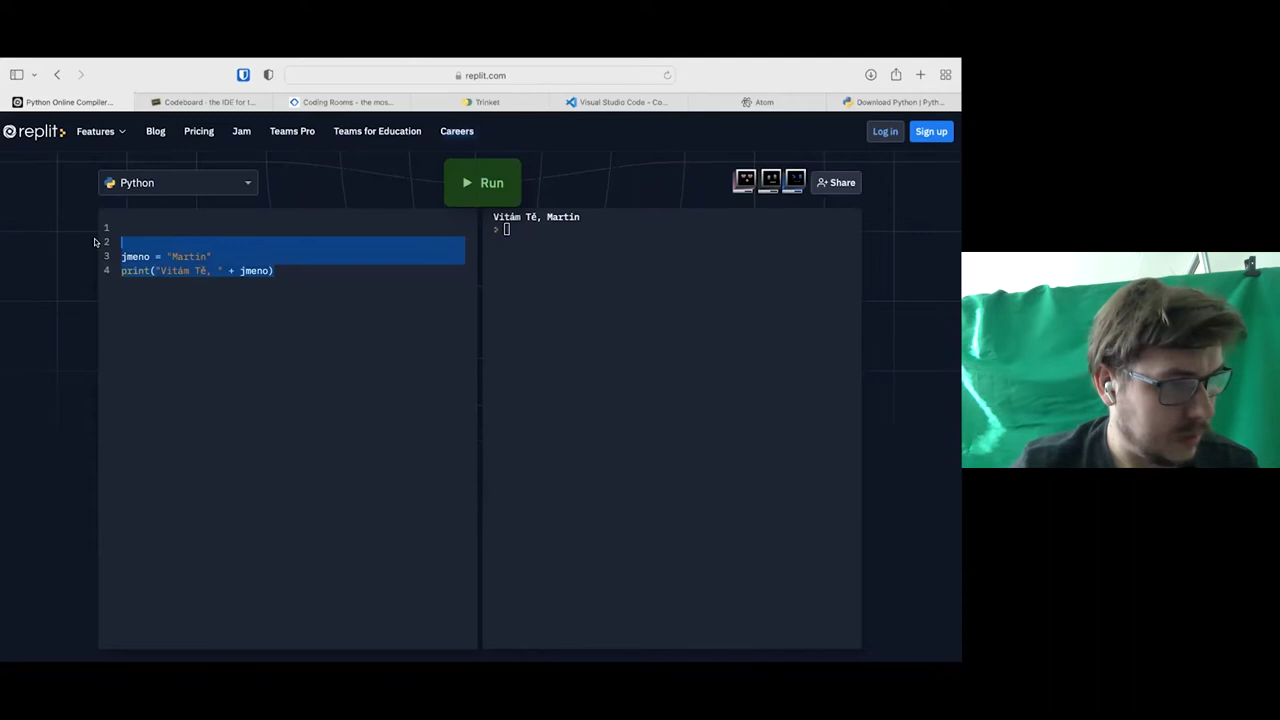 replit.com
Python Online Compiler...
Codeboard - the IDE for t...
Coding Rooms - the mos...
Trinket
Visual Studio Code - Co...
Atom
Download Python | Pyth...
replit
Features
Blog
Pricing
Jam
Teams Pro
Teams for Education
Careers
Log in
Sign up
Python
Run
Share
1
2
3 jmeno = "Martin"
4 print("Vitám Tě, " + jmeno)
Vitám Tě, Martin
>